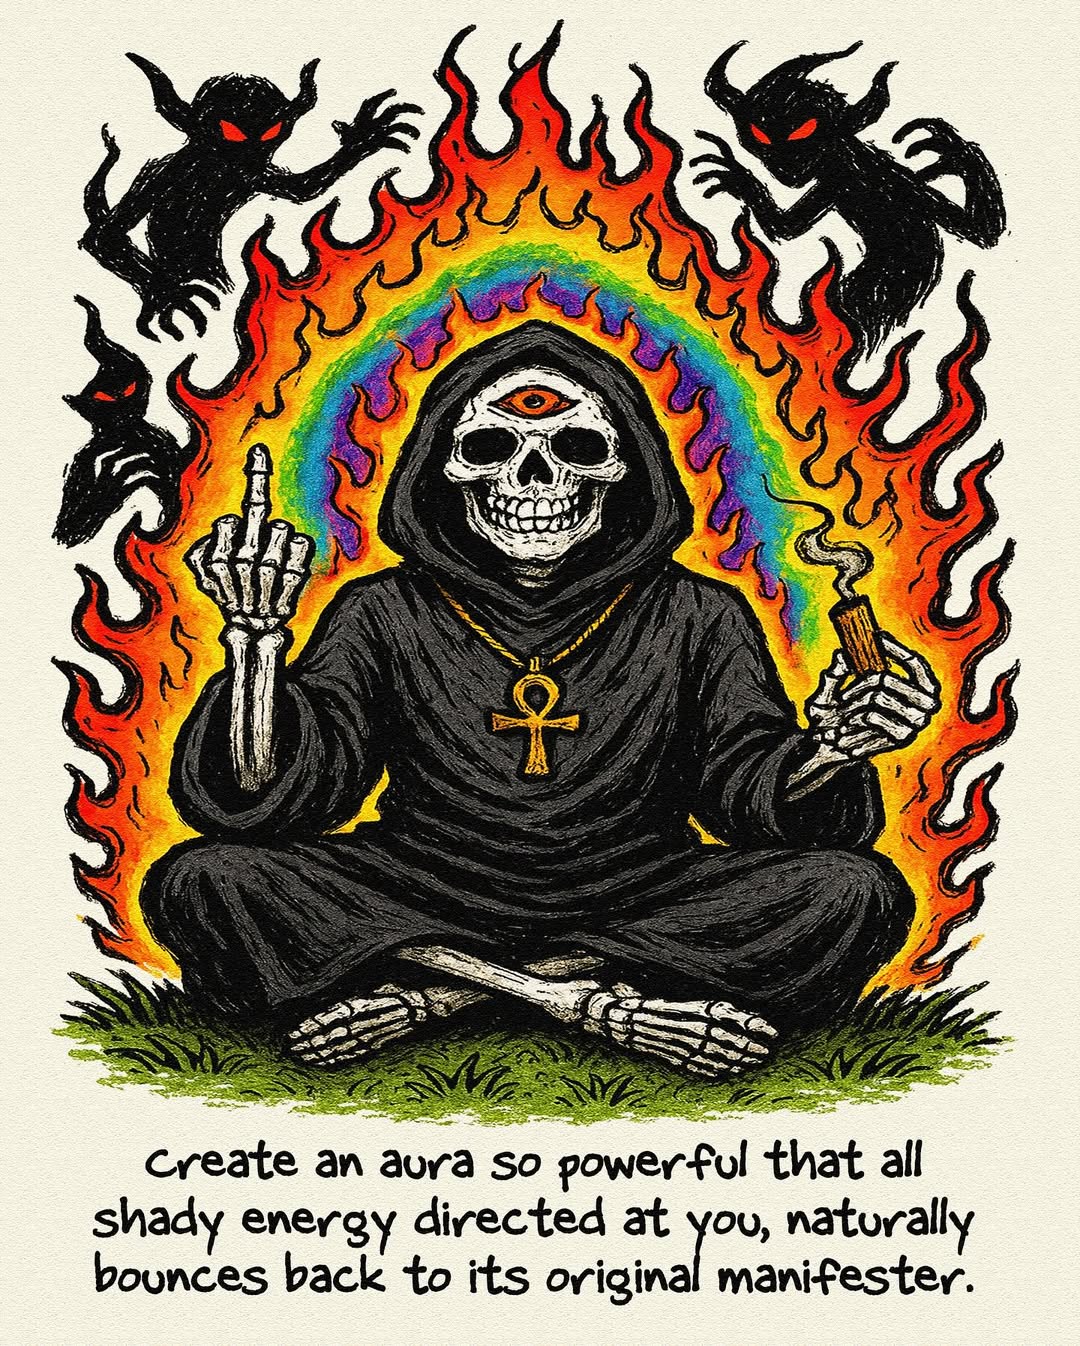 Create an aura so powerful that all
shady energy directed at you, naturally
bounces back to its original manifester.